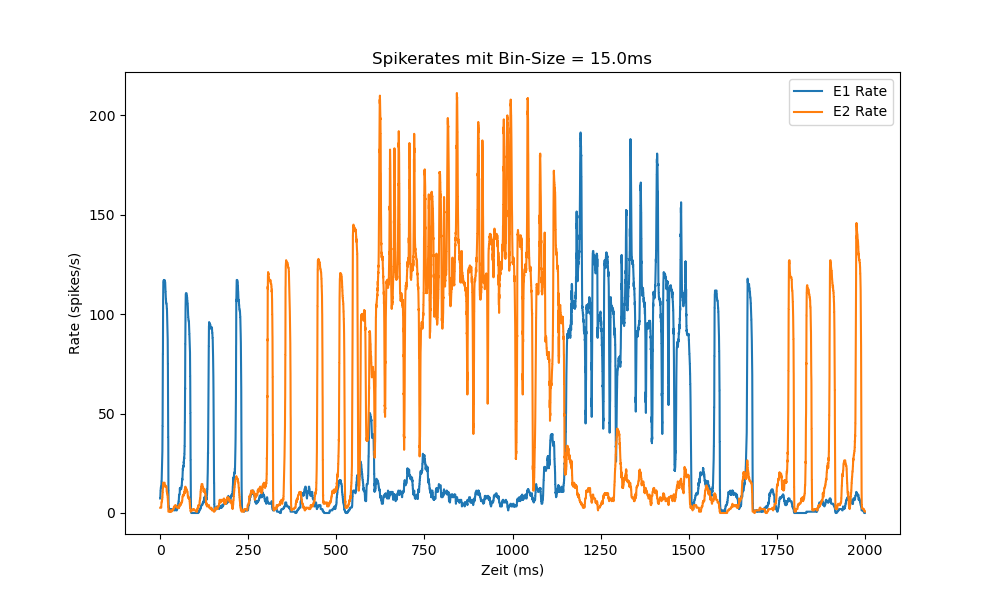 Spikerates mit Bin-Size = 15.0ms
E1 Rate
E2 Rate
Rate (spikes/s)
200
150
100
50
0
0 250 500 750 1000 1250 1500 1750 2000
Zeit (ms)